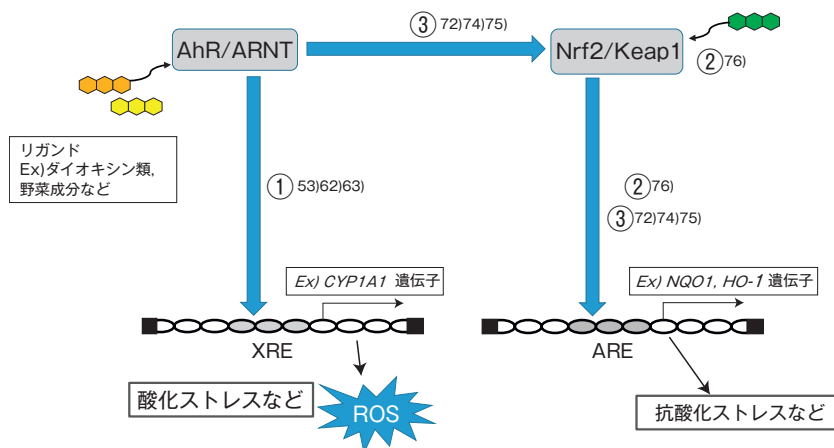 ③ 72)74)75)
AhR/ARNT
Nrf2/Keap1
② 76)
リガンド
Ex)ダイオキシン類,
野菜成分など
① 53)62)63)
② 76)
③ 72)74)75)
Ex) CYP1A1 遺伝子
Ex) NQO1, HO-1 遺伝子
XRE
ARE
酸化ストレスなど
ROS
抗酸化ストレスなど